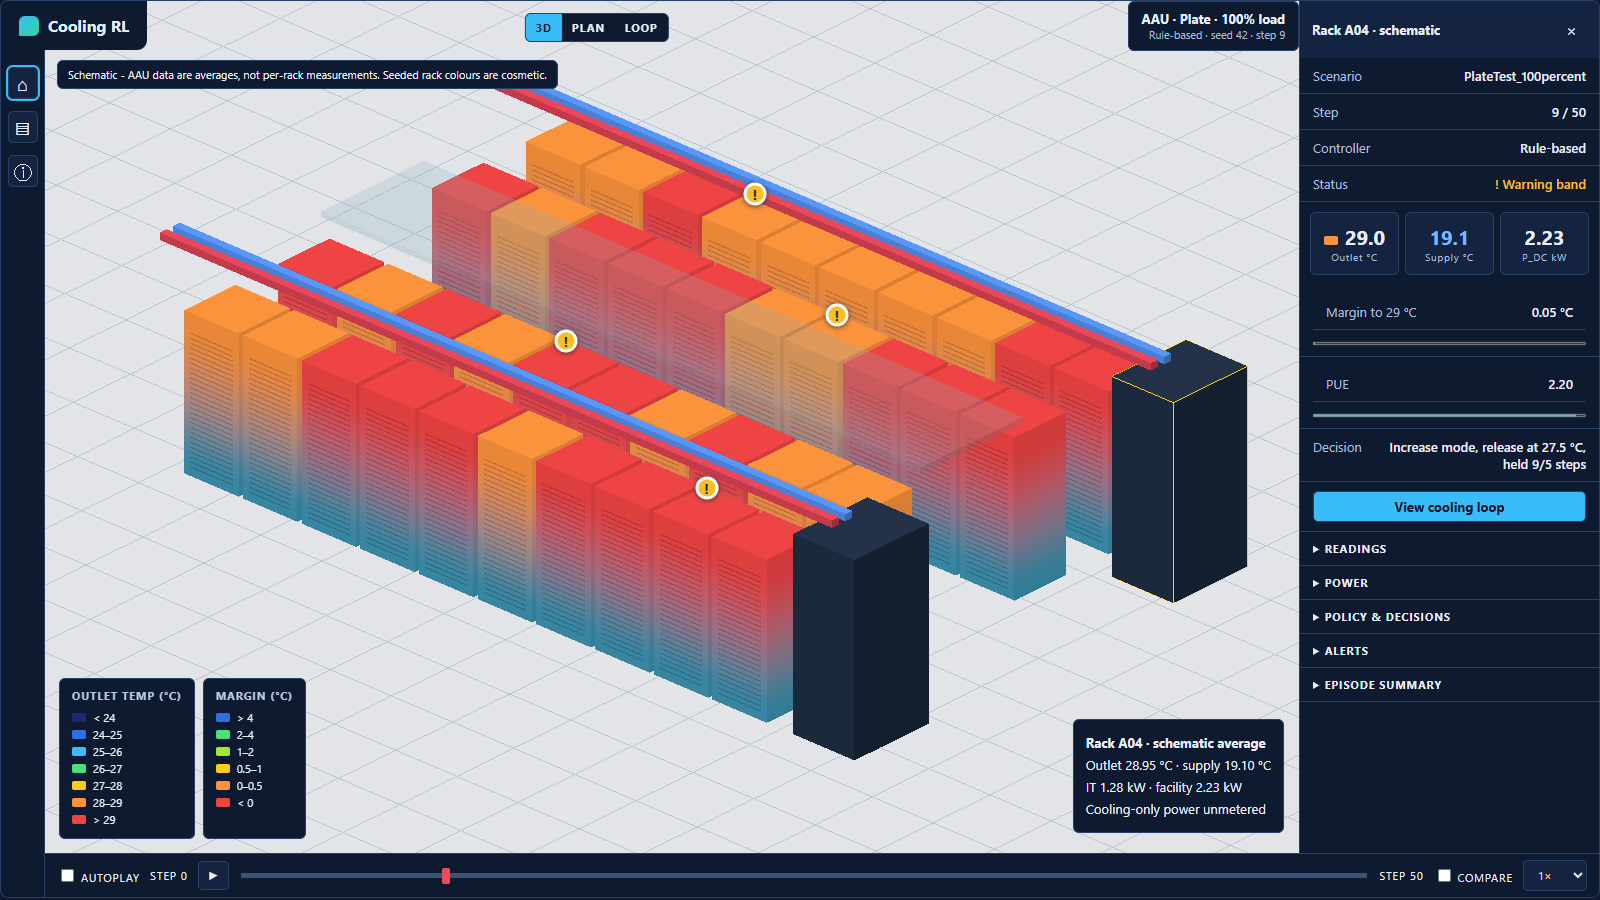 Cooling RL
3D PLAN LOOP
AAU · Plate · 100% load
Rule-based · seed 42 · step 9
Schematic - AAU data are averages, not per-rack measurements. Seeded rack colours are cosmetic.
!
!
!
!
OUTLET TEMP (°C)
< 24
24–25
25–26
26–27
27–28
28–29
> 29
MARGIN (°C)
> 4
2–4
1–2
0.5–1
0–0.5
< 0
Rack A04 · schematic average
Outlet 28.95 °C · supply 19.10 °C
IT 1.28 kW · facility 2.23 kW
Cooling-only power unmetered
Rack A04 · schematic ×
Scenario PlateTest_100percent
Step 9 / 50
Controller Rule-based
Status ! Warning band
29.0 19.1 2.23
Outlet °C Supply °C P_DC kW
Margin to 29 °C 0.05 °C
PUE 2.20
Decision Increase mode, release at 27.5 °C,
held 9/5 steps
View cooling loop
▸ READINGS
▸ POWER
▸ POLICY & DECISIONS
▸ ALERTS
▸ EPISODE SUMMARY
AUTOPLAY STEP 0 ▶ STEP 50 COMPARE 1×